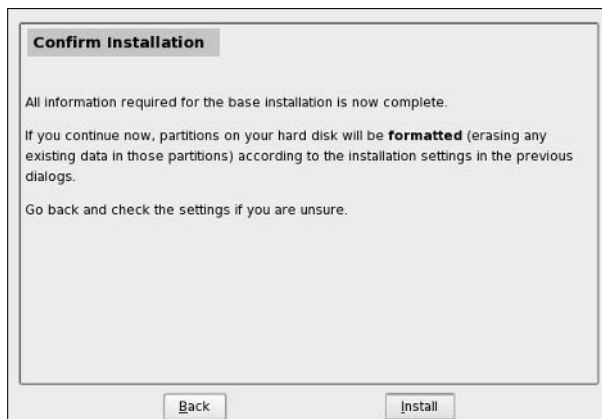 Confirm Installation
All information required for the base installation is now complete.
If you continue now, partitions on your hard disk will be formatted (erasing any
existing data in those partitions) according to the installation settings in the previous
dialogs.
Go back and check the settings if you are unsure.
Back
Install